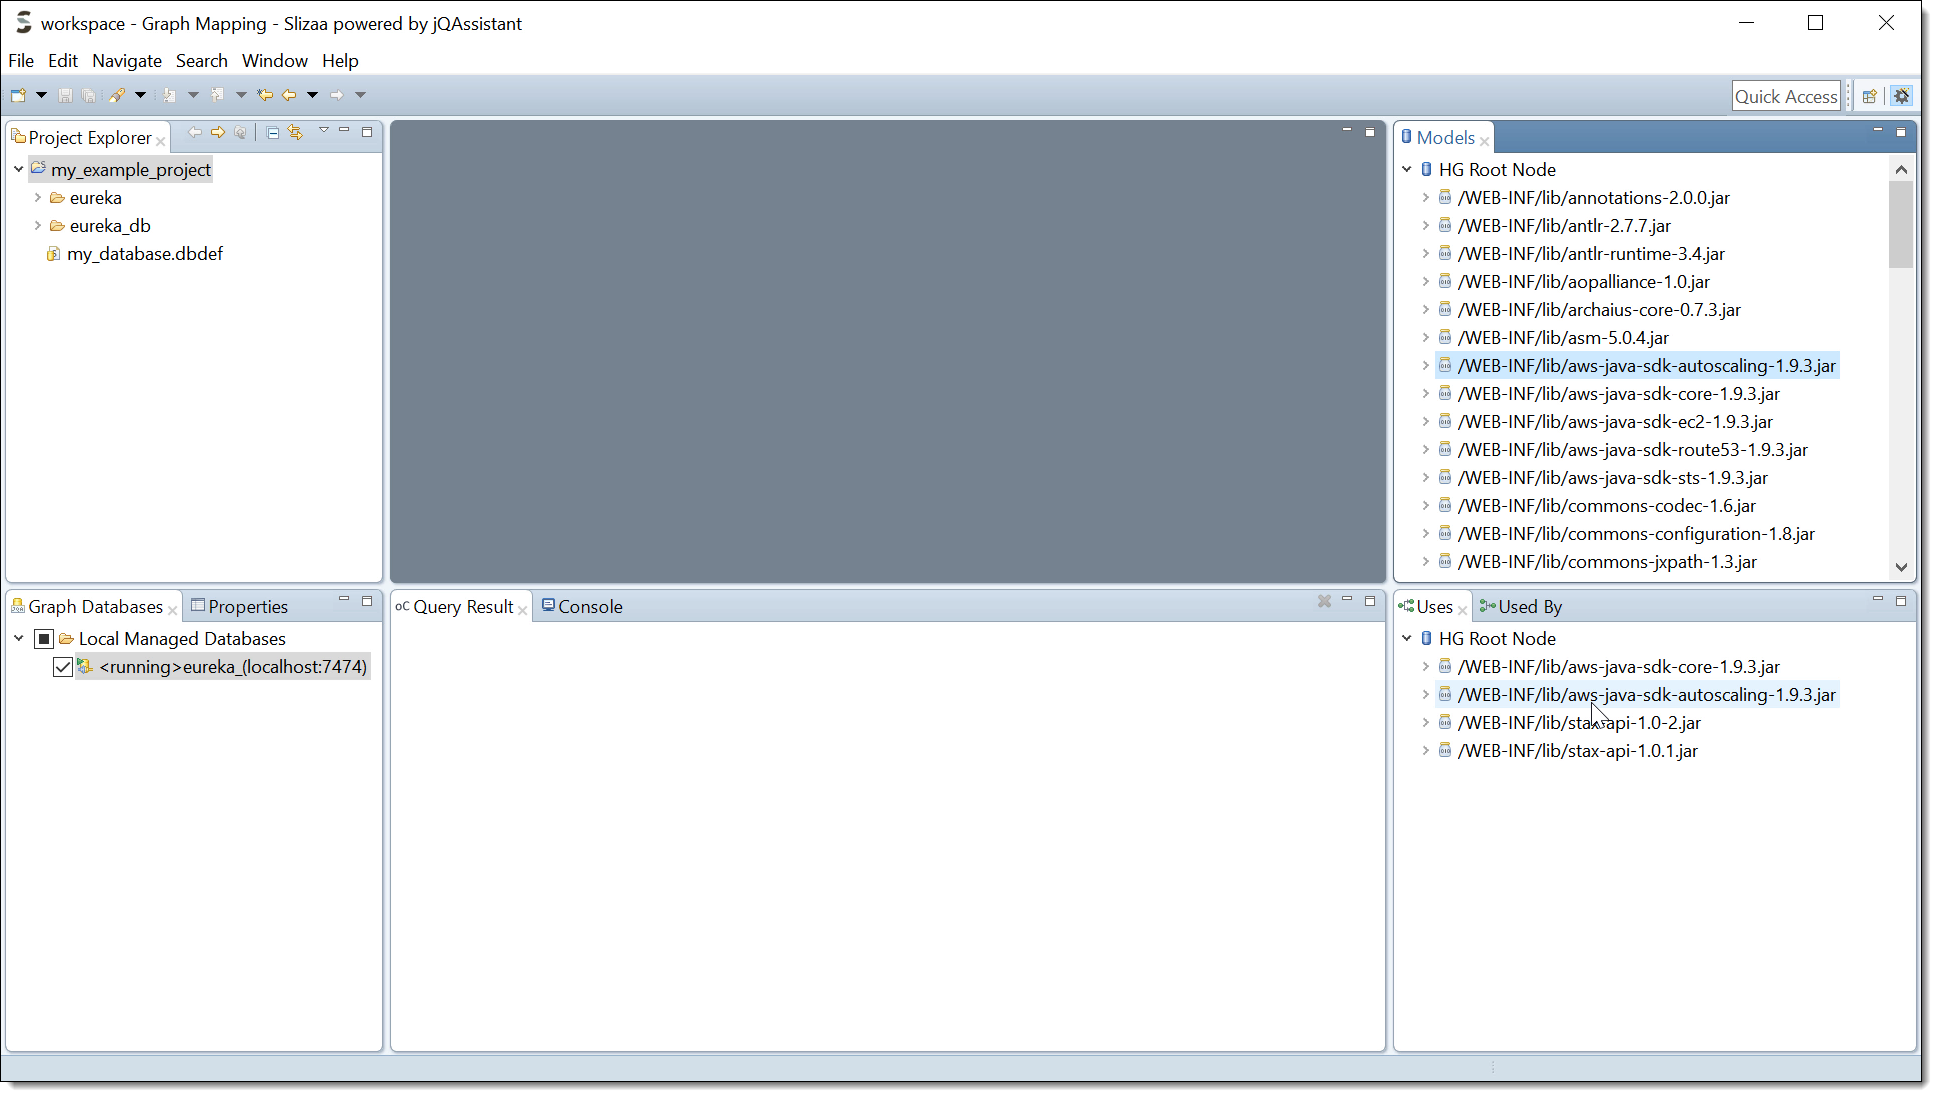 workspace - Graph Mapping - Slizaa powered by jQAssistant
File Edit Navigate Search Window Help
Quick Access
Project Explorer
my_example_project
eureka
eureka_db
my_database.dbdef
Models
HG Root Node
/WEB-INF/lib/annotations-2.0.0.jar
/WEB-INF/lib/antlr-2.7.7.jar
/WEB-INF/lib/antlr-runtime-3.4.jar
/WEB-INF/lib/aopalliance-1.0.jar
/WEB-INF/lib/archaius-core-0.7.3.jar
/WEB-INF/lib/asm-5.0.4.jar
/WEB-INF/lib/aws-java-sdk-autoscaling-1.9.3.jar
/WEB-INF/lib/aws-java-sdk-core-1.9.3.jar
/WEB-INF/lib/aws-java-sdk-ec2-1.9.3.jar
/WEB-INF/lib/aws-java-sdk-route53-1.9.3.jar
/WEB-INF/lib/aws-java-sdk-sts-1.9.3.jar
/WEB-INF/lib/commons-codec-1.6.jar
/WEB-INF/lib/commons-configuration-1.8.jar
/WEB-INF/lib/commons-jxpath-1.3.jar
Graph Databases Properties
Local Managed Databases
<running>eureka_(localhost:7474)
oC Query Result Console
Uses Used By
HG Root Node
/WEB-INF/lib/aws-java-sdk-core-1.9.3.jar
/WEB-INF/lib/aws-java-sdk-autoscaling-1.9.3.jar
/WEB-INF/lib/stax-api-1.0-2.jar
/WEB-INF/lib/stax-api-1.0.1.jar